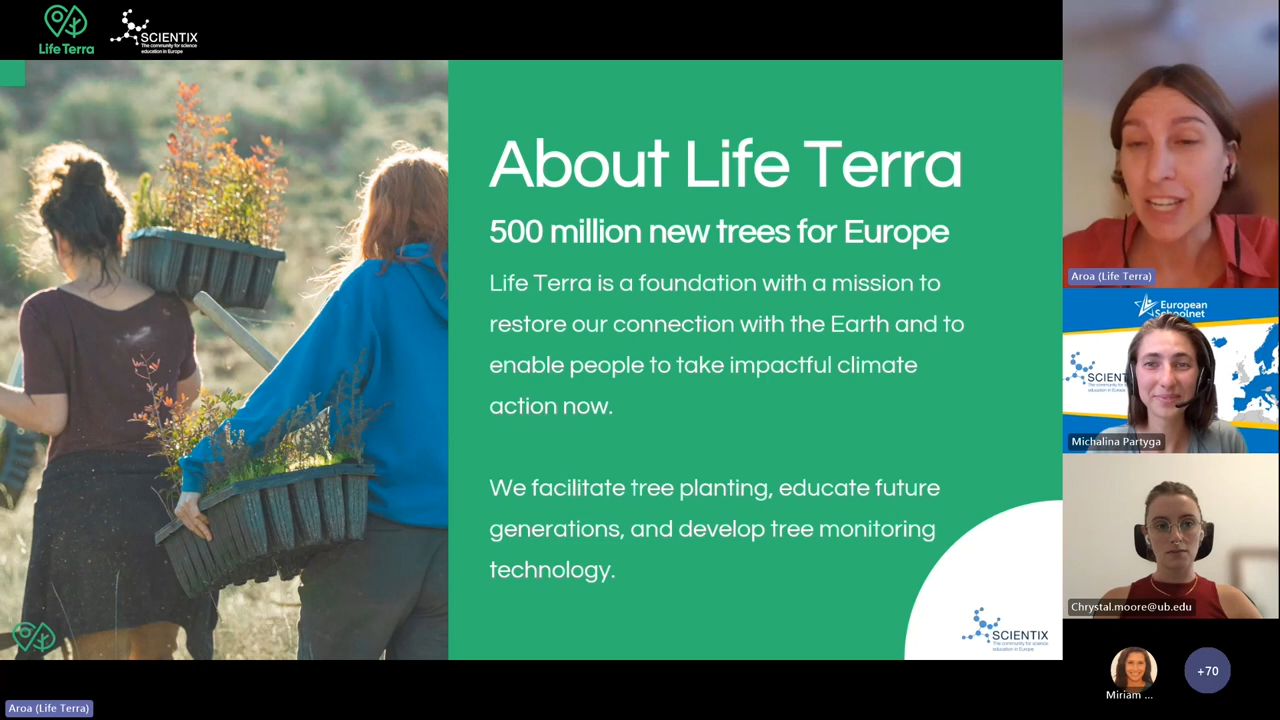 Life Terra
SCIENTIX
The community for science
education in Europe
About Life Terra
500 million new trees for Europe
Life Terra is a foundation with a mission to
restore our connection with the Earth and to
enable people to take impactful climate
action now.
We facilitate tree planting, educate future
generations, and develop tree monitoring
technology.
SCIENTIX
The community for science
education in Europe
Aroa (Life Terra)
European
Schoolnet
SCIENT
Michalina Partyga
Chrystal.moore@ub.edu
Miriam ...
+70
Aroa (Life Terra)